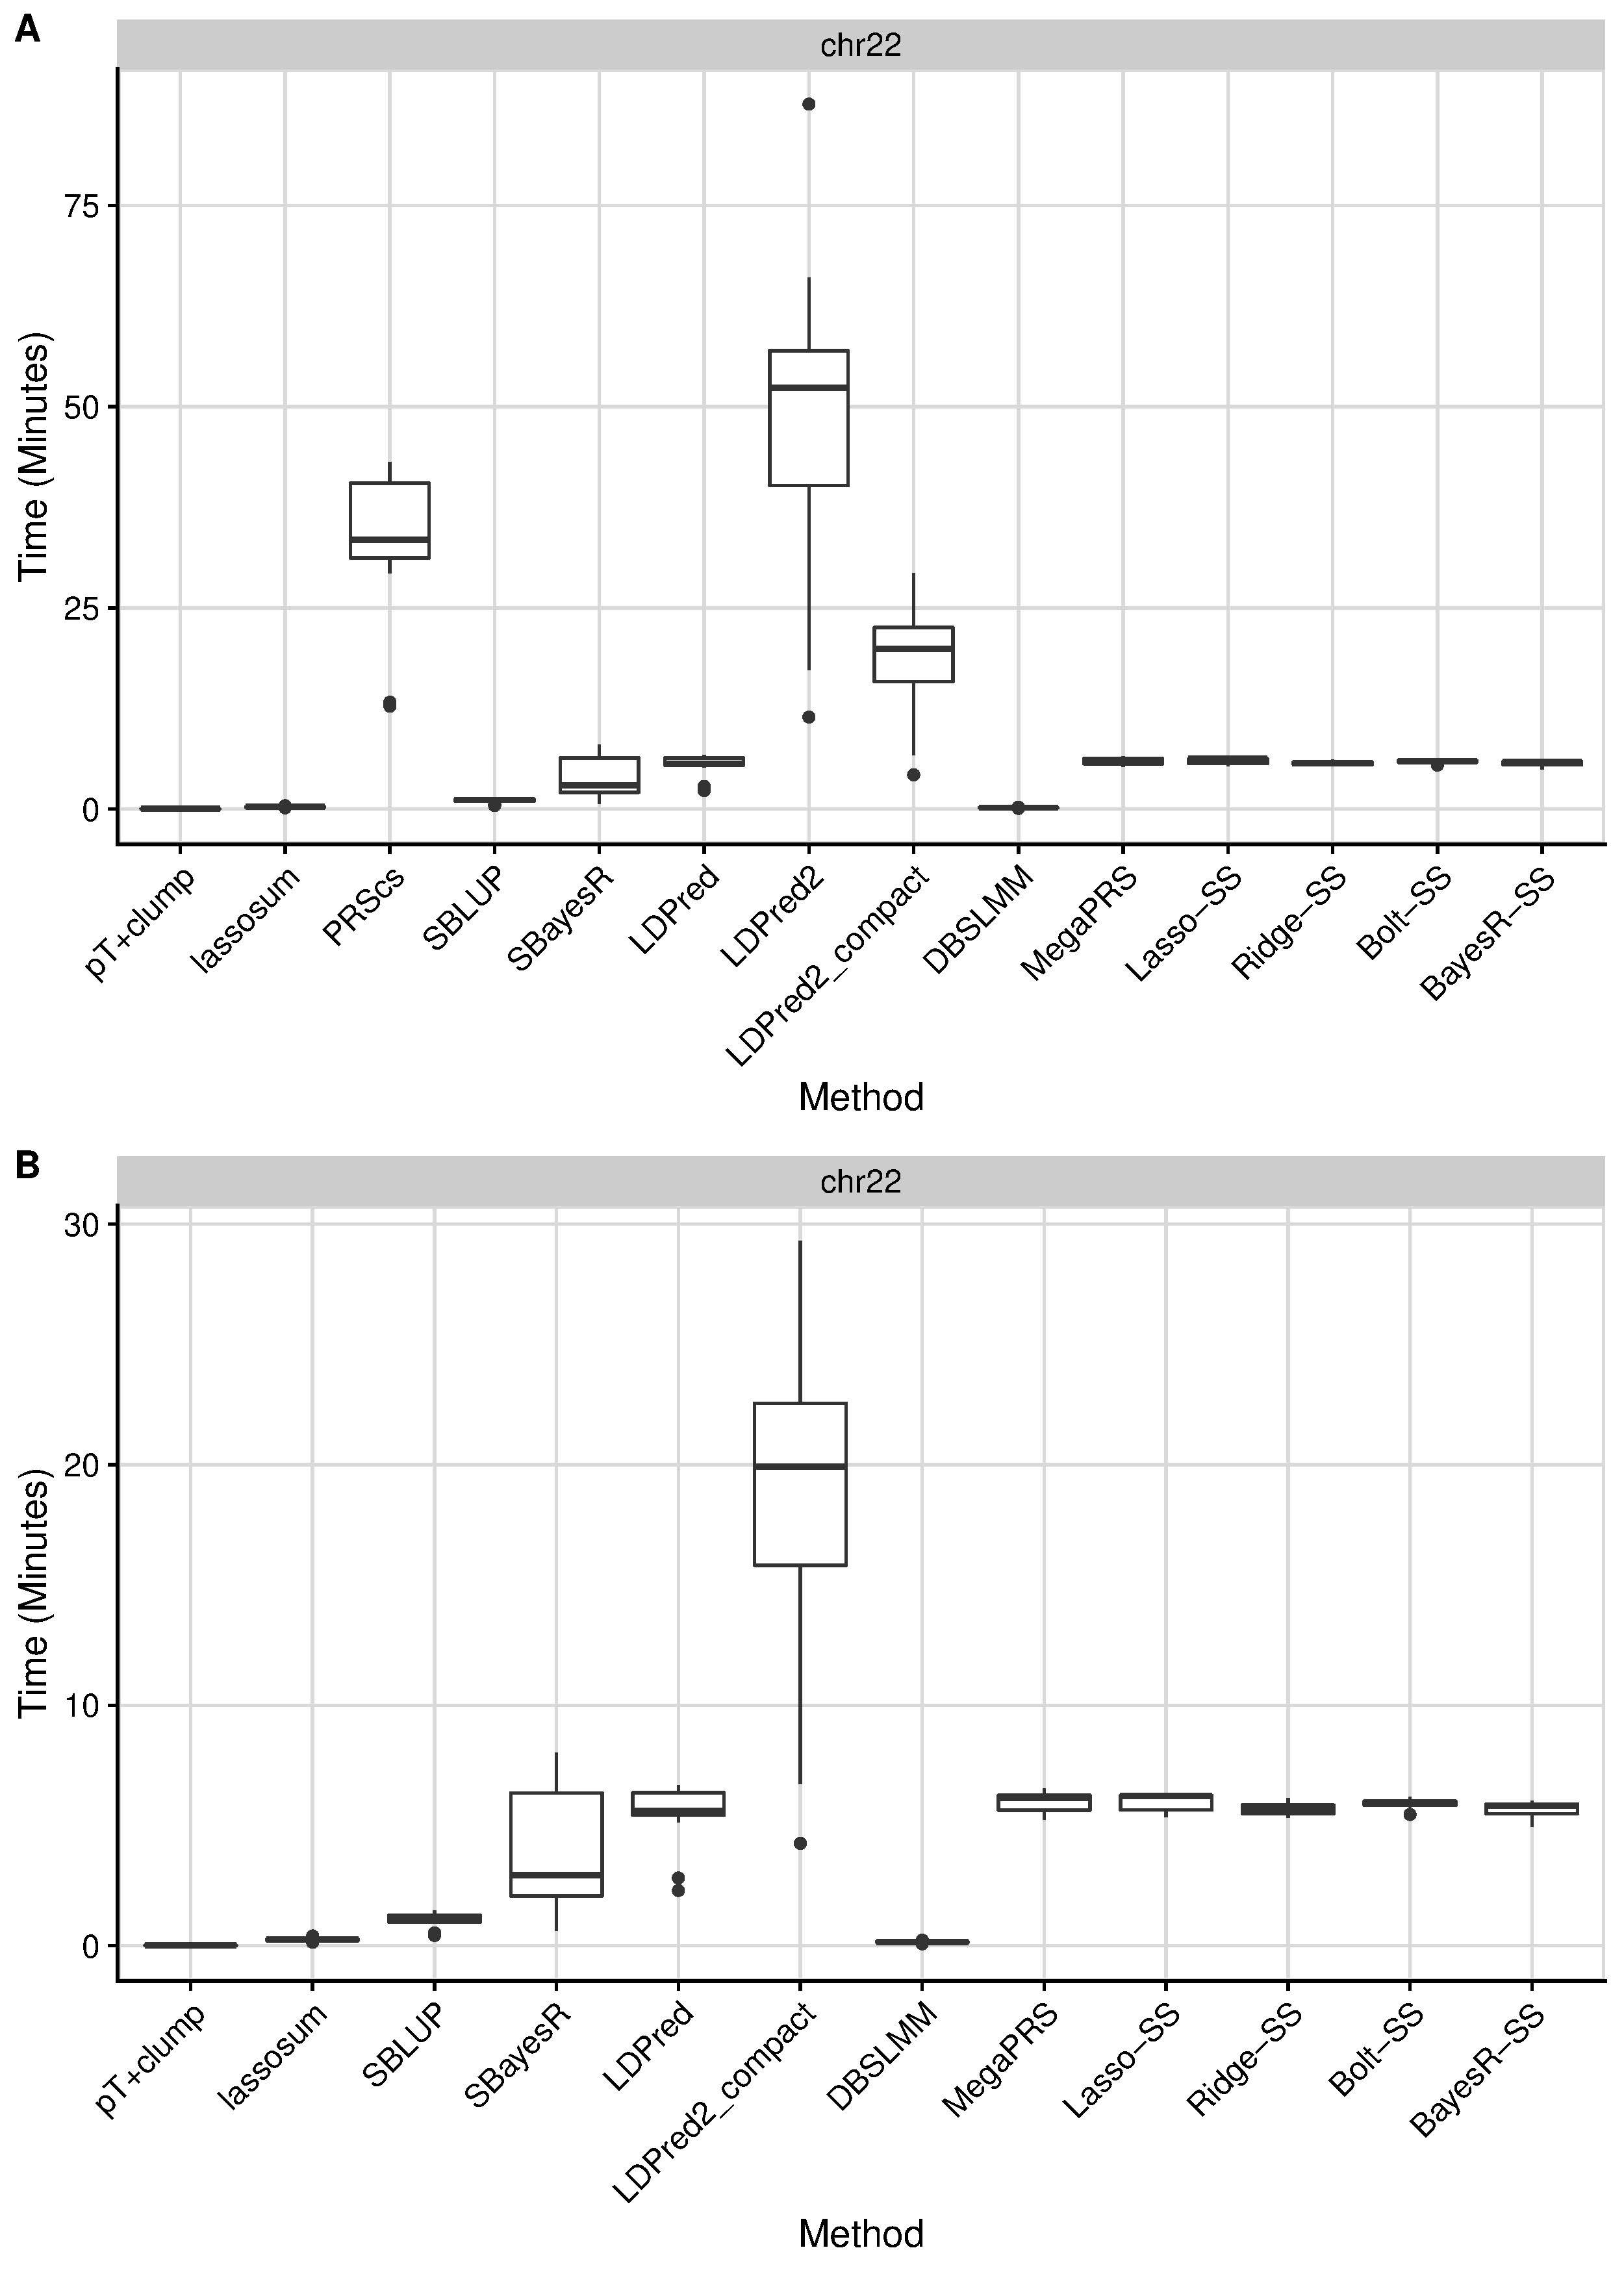 A
chr22
Time (Minutes)
75
50
25
0
pT+clump
lassosum
PRScs
SBLUP
SBayesR
LDPred
LDPred2
LDPred2_compact
DBSLMM
MegaPRS
Lasso−SS
Ridge−SS
Bolt−SS
BayesR−SS
Method
B
chr22
Time (Minutes)
30
20
10
0
pT+clump
lassosum
SBLUP
SBayesR
LDPred
LDPred2_compact
DBSLMM
MegaPRS
Lasso−SS
Ridge−SS
Bolt−SS
BayesR−SS
Method